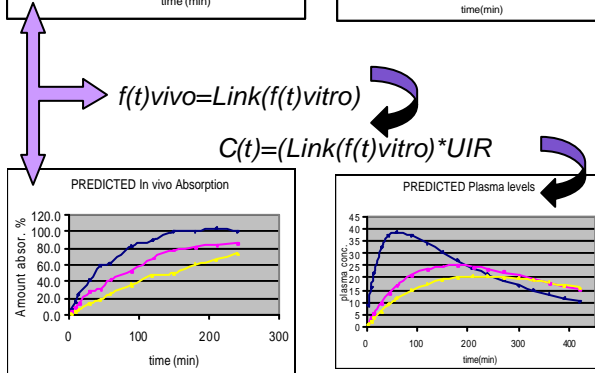 time (min)
time(min)
f(t)vivo=Link(f(t)vitro)
C(t)=(Link(f(t)vitro)*UIR
PREDICTED In vivo Absorption
Amount absor. %
120.0
100.0
80.0
60.0
40.0
20.0
0.0
0 100 200 300
time (min)
PREDICTED Plasma levels
plasma conc.
45
40
35
30
25
20
15
10
5
0
0 100 200 300 400
time(min)